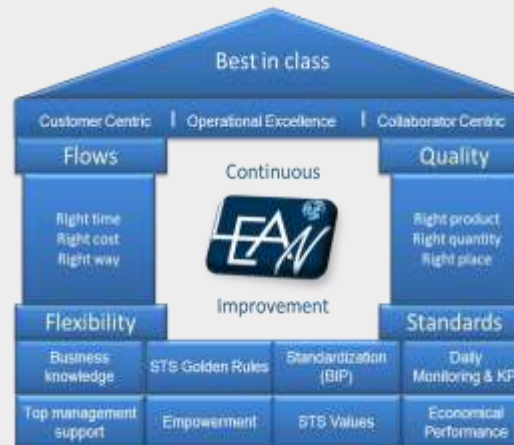 Best in class
Customer Centric | Operational Excellence | Collaborator Centric
Flows
Quality
Continuous
Right time
Right cost
Right way
LEAN
Right product
Right quantity
Right place
Improvement
Flexibility
Standards
Business
knowledge
STS Golden Rules
Standardization
(BIP)
Daily
Monitoring & KP
Top management
support
Empowerment
STS Values
Economical
Performance